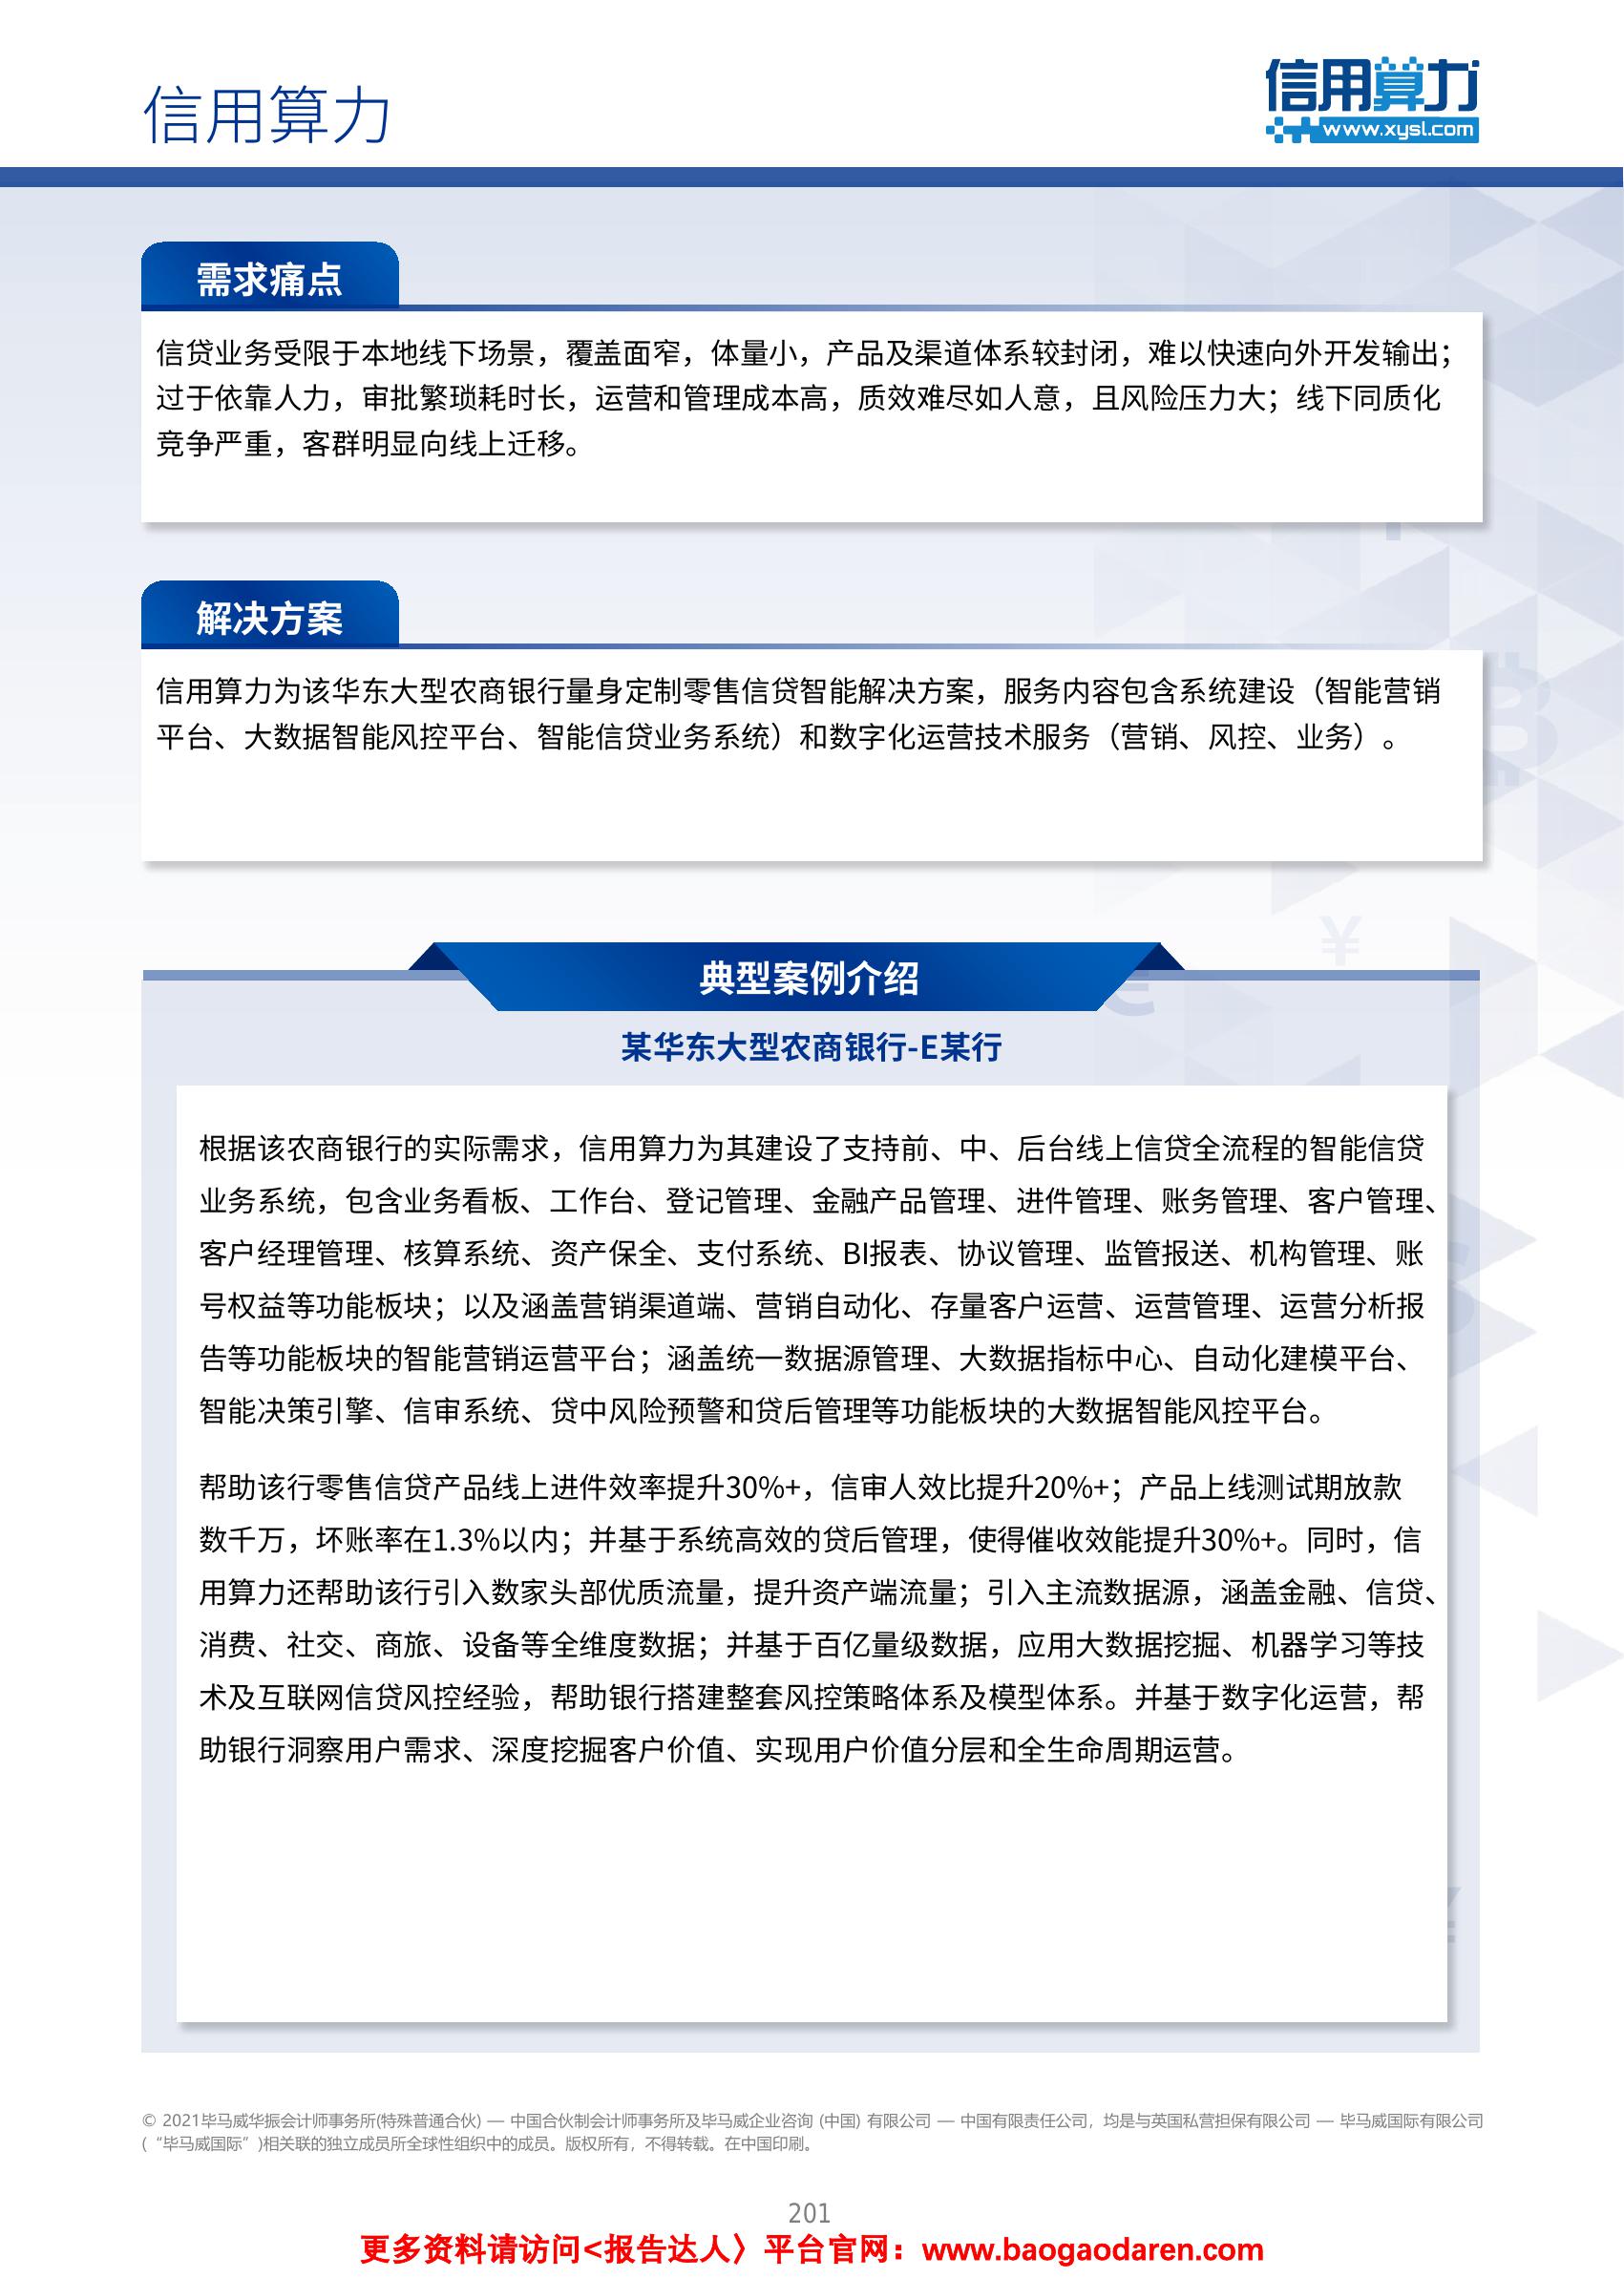 信用算力
信用算力
www.xysl.com
需求痛点
信贷业务受限于本地线下场景，覆盖面窄，体量小，产品及渠道体系较封闭，难以快速向外开发输出；
过于依靠人力，审批繁琐耗时长，运营和管理成本高，质效难尽如人意，且风险压力大；线下同质化
竞争严重，客群明显向线上迁移。
解决方案
信用算力为该华东大型农商银行量身定制零售信贷智能解决方案，服务内容包含系统建设（智能营销
平台、大数据智能风控平台、智能信贷业务系统）和数字化运营技术服务（营销、风控、业务）。
典型案例介绍
某华东大型农商银行-E某行
根据该农商银行的实际需求，信用算力为其建设了支持前、中、后台线上信贷全流程的智能信贷
业务系统，包含业务看板、工作台、登记管理、金融产品管理、进件管理、账务管理、客户管理、
客户经理管理、核算系统、资产保全、支付系统、BI报表、协议管理、监管报送、机构管理、账
号权益等功能板块；以及涵盖营销渠道端、营销自动化、存量客户运营、运营管理、运营分析报
告等功能板块的智能营销运营平台；涵盖统一数据源管理、大数据指标中心、自动化建模平台、
智能决策引擎、信审系统、贷中风险预警和贷后管理等功能板块的大数据智能风控平台。
帮助该行零售信贷产品线上进件效率提升30%+，信审人效比提升20%+；产品上线测试期放款
数千万，坏账率在1.3%以内；并基于系统高效的贷后管理，使得催收效能提升30%+。同时，信
用算力还帮助该行引入数家头部优质流量，提升资产端流量；引入主流数据源，涵盖金融、信贷、
消费、社交、商旅、设备等全维度数据；并基于百亿量级数据，应用大数据挖掘、机器学习等技
术及互联网信贷风控经验，帮助银行搭建整套风控策略体系及模型体系。并基于数字化运营，帮
助银行洞察用户需求、深度挖掘客户价值、实现用户价值分层和全生命周期运营。
© 2021毕马威华振会计师事务所(特殊普通合伙) — 中国合伙制会计师事务所及毕马威企业咨询 (中国) 有限公司 — 中国有限责任公司，均是与英国私营担保有限公司 — 毕马威国际有限公司
(“毕马威国际”)相关联的独立成员所全球性组织中的成员。版权所有，不得转载。在中国印刷。
201
更多资料请访问<报告达人〉平台官网：www.baogaodaren.com